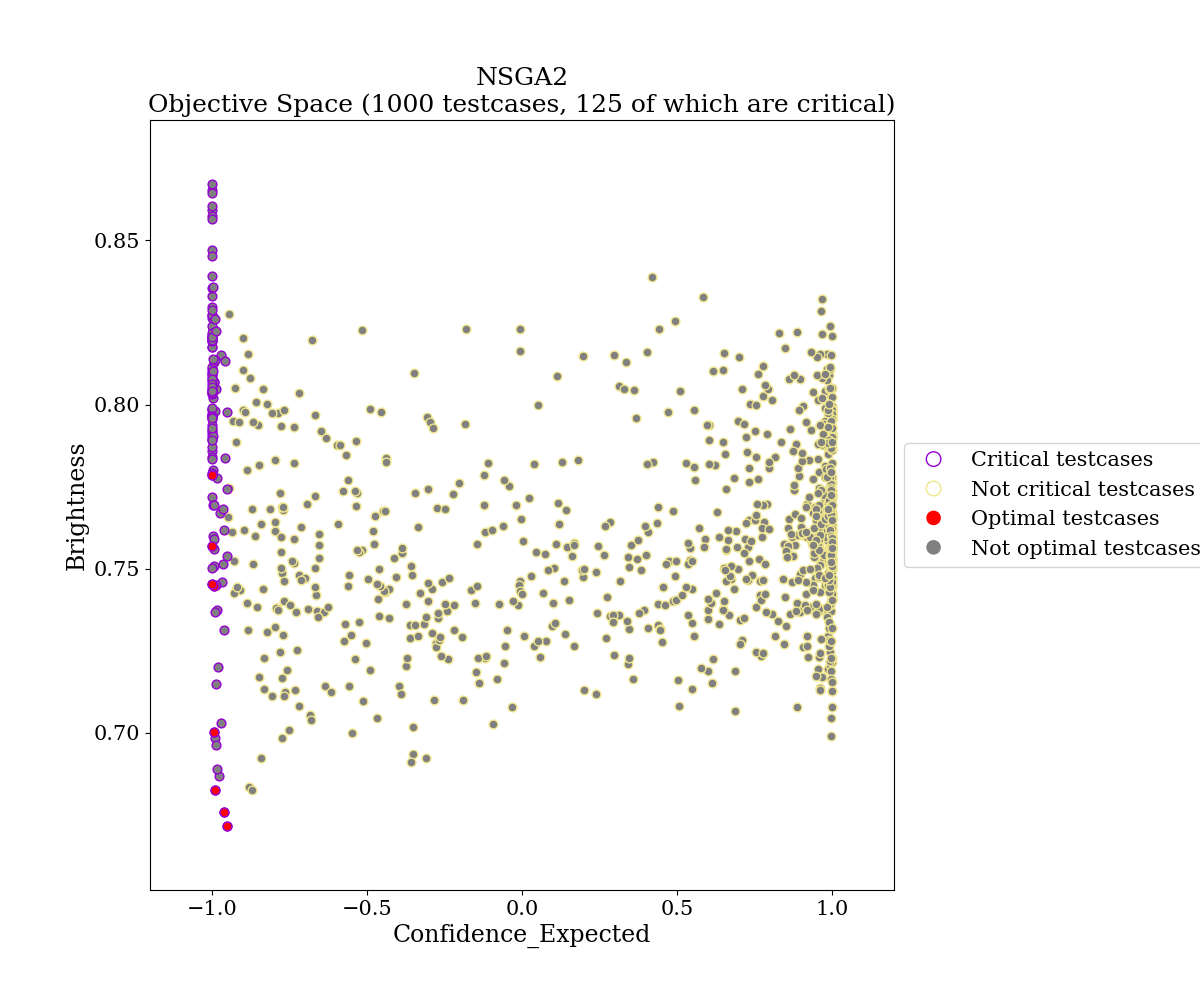 NSGA2
Objective Space (1000 testcases, 125 of which are critical)
0.85
0.80
0.75
0.70
Brightness
−1.0
−0.5
0.0
0.5
1.0
Confidence_Expected
Critical testcases
Not critical testcases
Optimal testcases
Not optimal testcases